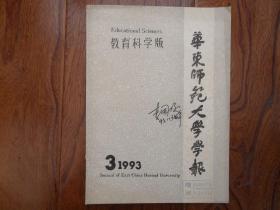 Educational Sciences
教育科学版
華東師範大學學報
3 1993
Journal of East China Normal University